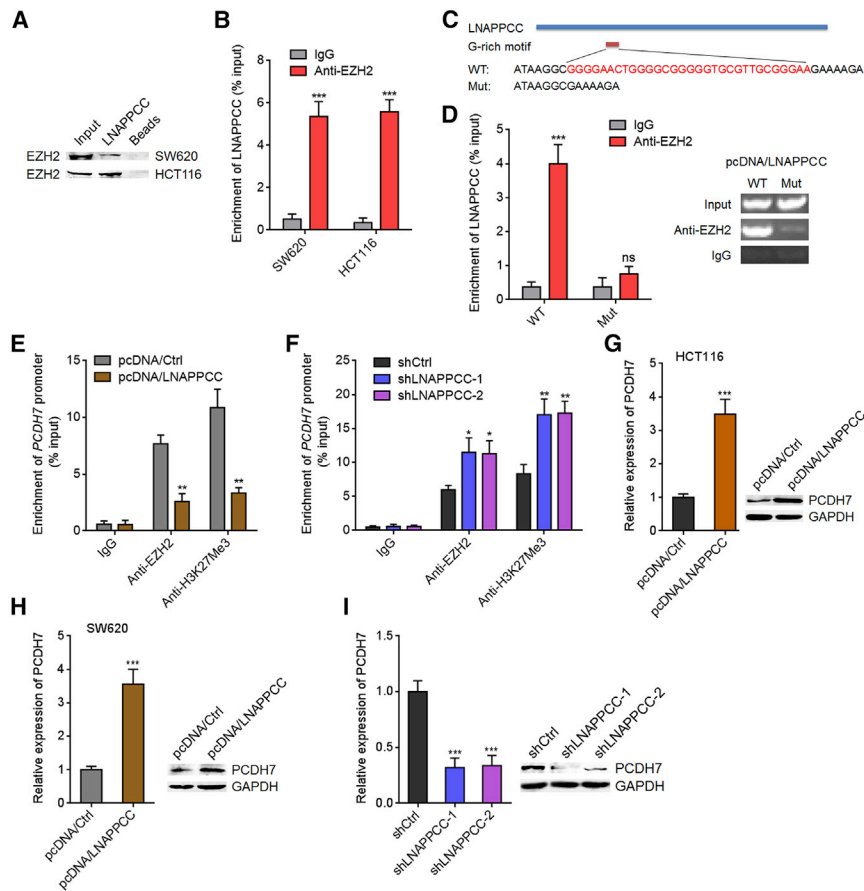 A
Input
LNAPPCC
Beads
EZH2
SW620
EZH2
HCT116
B
IgG
Anti-EZH2
Enrichment of LNAPPCC (% input)
8
6
4
2
0
***
***
SW620
HCT116
C
LNAPPCC
G-rich motif
WT: ATAAGGCGGGGAACTGGGGCGGGGGTGCGTTGCGGGAAGAAAAGA
Mut: ATAAGGCGAAAAGA
D
IgG
Anti-EZH2
Enrichment of LNAPPCC (% input)
5
4
3
2
1
0
***
ns
WT
Mut
pcDNA/LNAPPCC
WT Mut
Input
Anti-EZH2
IgG
E
pcDNA/Ctrl
pcDNA/LNAPPCC
Enrichment of PCDH7 promoter
(% input)
15
10
5
0
**
**
IgG
Anti-EZH2
Anti-H3K27Me3
F
shCtrl
shLNAPPCC-1
shLNAPPCC-2
Enrichment of PCDH7 promoter
(% input)
25
20
15
10
5
0
* *
** **
IgG
Anti-EZH2
Anti-H3K27Me3
G
HCT116
Relative expression of PCDH7
5
4
3
2
1
0
***
pcDNA/Ctrl
pcDNA/LNAPPCC
pcDNA/Ctrl
pcDNA/LNAPPCC
PCDH7
GAPDH
H
SW620
Relative expression of PCDH7
5
4
3
2
1
0
***
pcDNA/Ctrl
pcDNA/LNAPPCC
pcDNA/Ctrl
pcDNA/LNAPPCC
PCDH7
GAPDH
I
Relative expression of PCDH7
1.5
1.0
0.5
0.0
*** ***
shCtrl
shLNAPPCC-1
shLNAPPCC-2
shCtrl
shLNAPPCC-1
shLNAPPCC-2
PCDH7
GAPDH